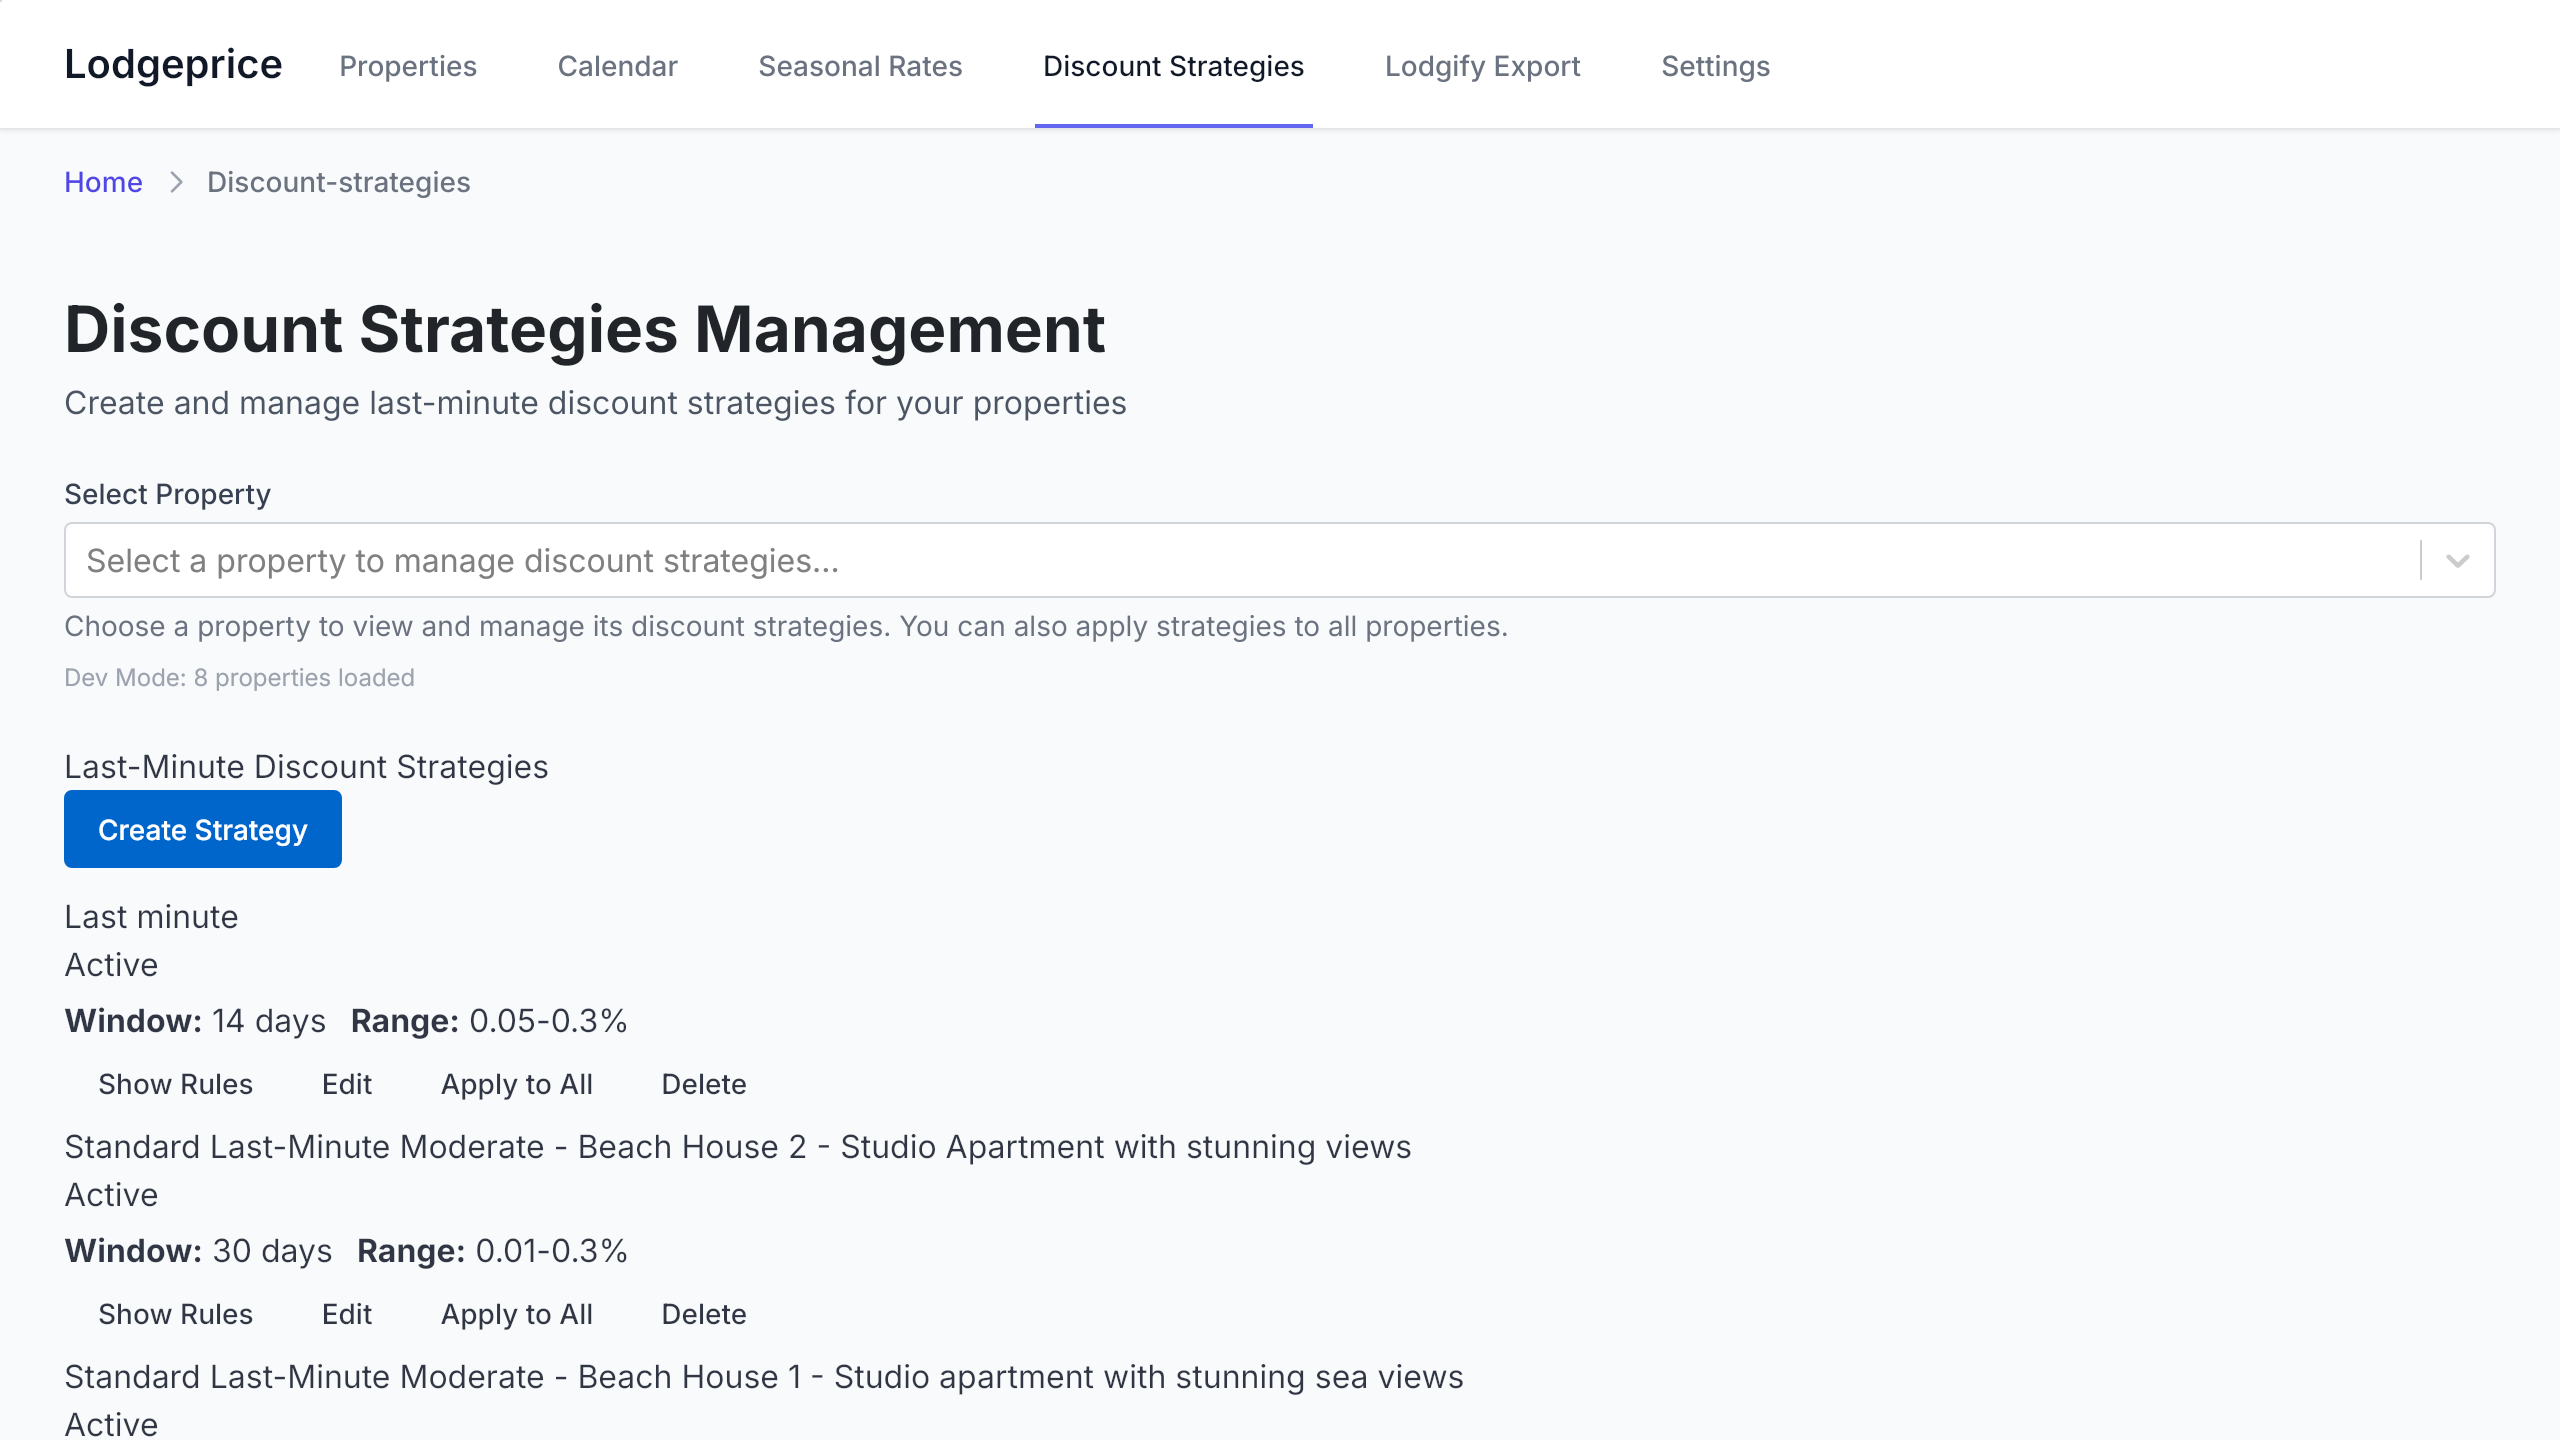 Lodgeprice Properties Calendar Seasonal Rates Discount Strategies Lodgify Export Settings
Home Discount-strategies
Discount Strategies Management
Create and manage last-minute discount strategies for your properties
Select Property
Select a property to manage discount strategies...
Choose a property to view and manage its discount strategies. You can also apply strategies to all properties.
Dev Mode: 8 properties loaded
Last-Minute Discount Strategies
Create Strategy
Last minute
Active
Window: 14 days Range: 0.05-0.3%
Show Rules Edit Apply to All Delete
Standard Last-Minute Moderate - Beach House 2 - Studio Apartment with stunning views
Active
Window: 30 days Range: 0.01-0.3%
Show Rules Edit Apply to All Delete
Standard Last-Minute Moderate - Beach House 1 - Studio apartment with stunning sea views
Active